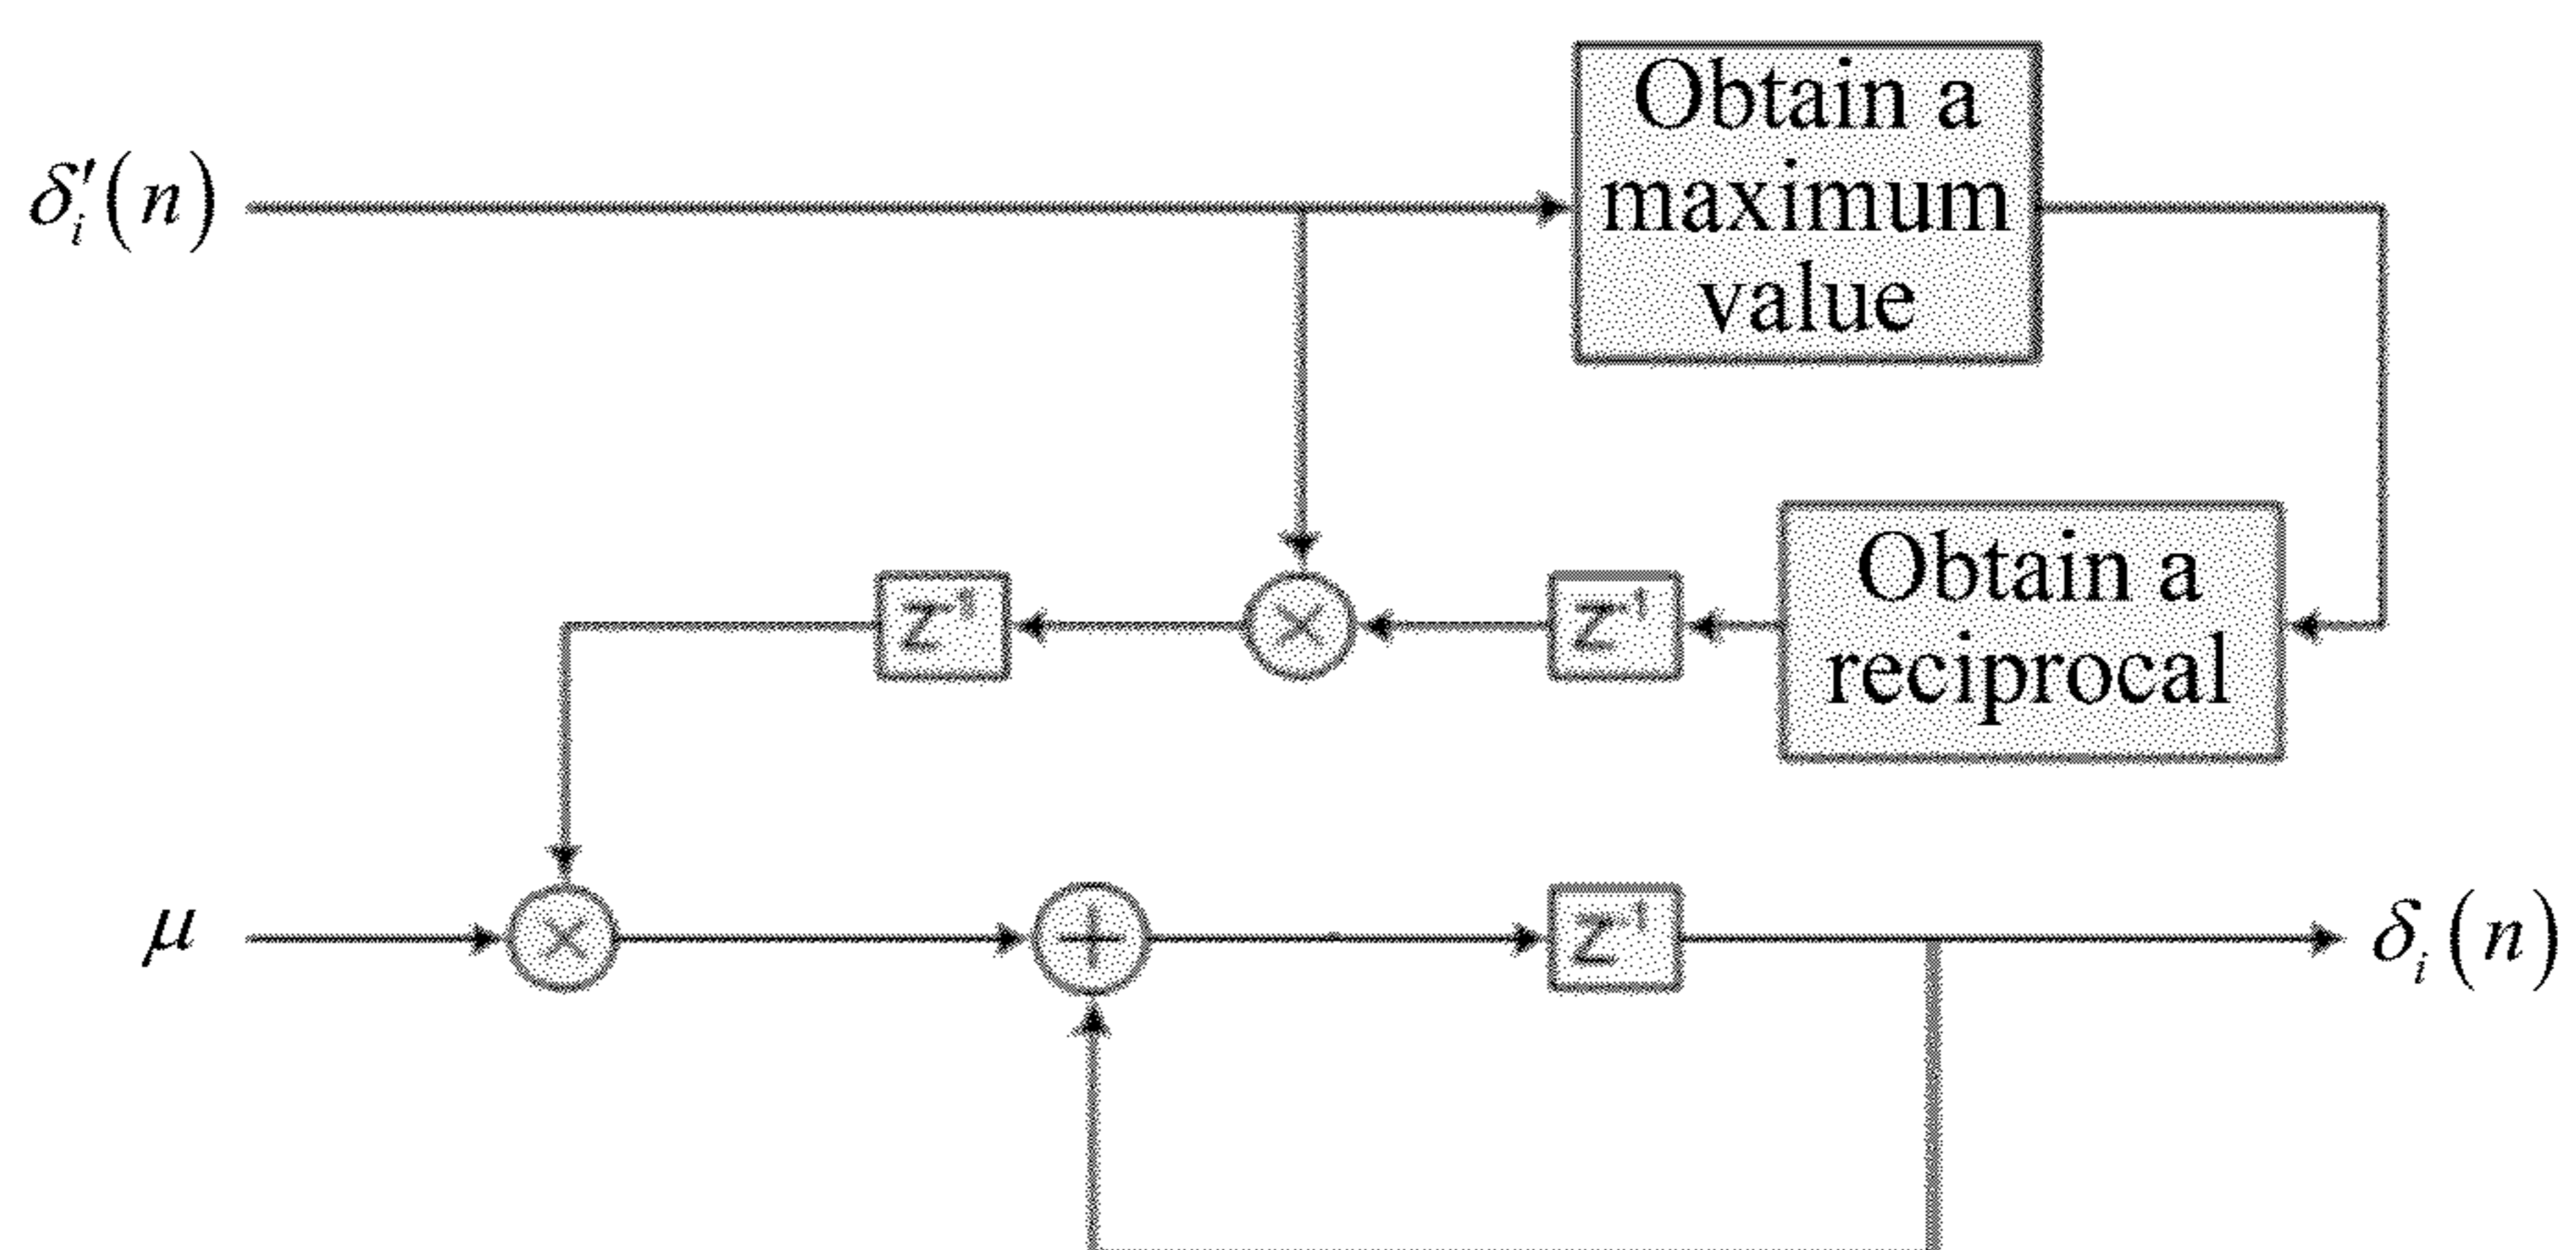 Obtain a
maximum
value
δ′ᵢ(n)
Obtain a
reciprocal
Z⁻¹
×
Z⁻¹
μ
×
+
Z⁻¹
δᵢ(n)